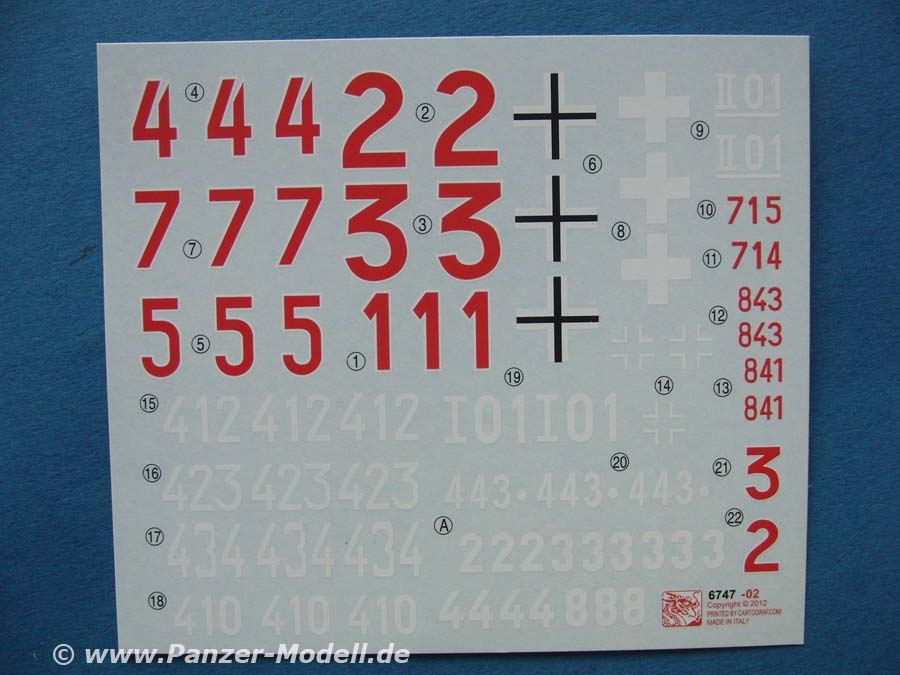 4 4 4 4 2 2 2 II01
9
II01
6
7 7 7 7 3 3 3 8 10 715
11 714
5 5 5 5 1 1 1 1 12 843
843
13 841
841
19 14
15 412 412 412 I01 I01
16 423 423 423 443• 443• 443• 20 21 3
17 434 434 434 A 222333333 22 2
18 410 410 410 4444888
6747 -02
Copyright © 2012
PRINTED BY CARTOGRAF.COM
MADE IN ITALY
© www.Panzer-Modell.de